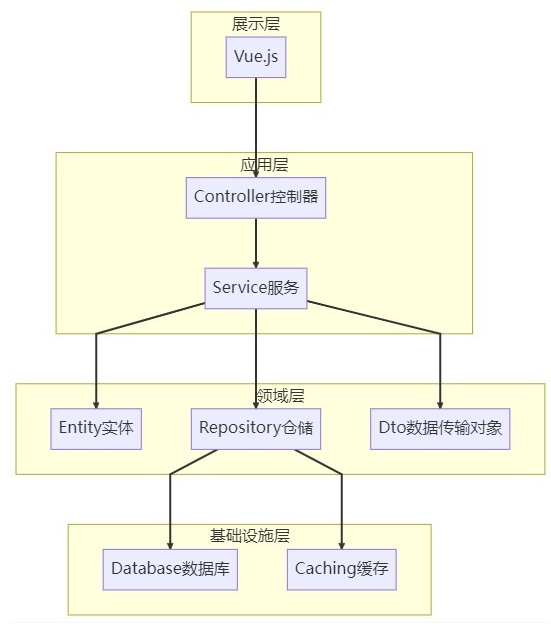 展示层
Vue.js
应用层
Controller控制器
Service服务
领域层
Entity实体
Repository仓储
Dto数据传输对象
基础设施层
Database数据库
Caching缓存